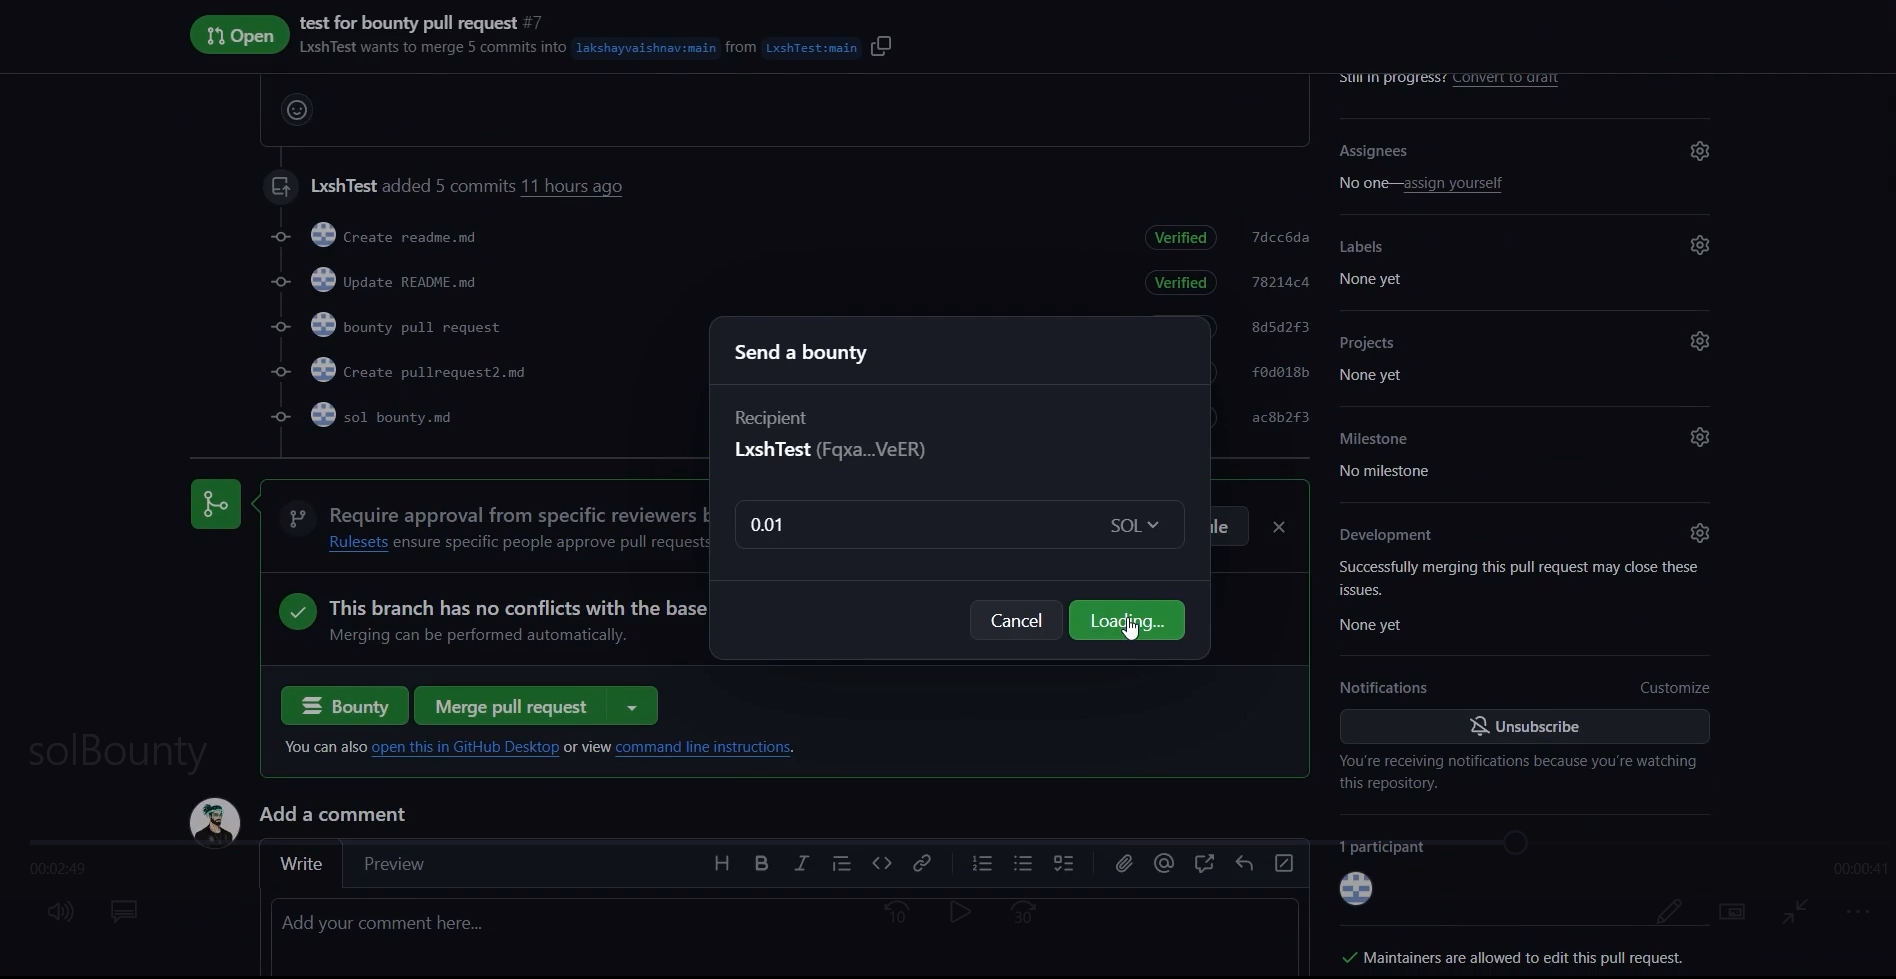 Open
test for bounty pull request #7
LxshTest wants to merge 5 commits into lakshayvaishnav:main from LxshTest:main
Still in progress? Convert to draft
LxshTest added 5 commits 11 hours ago
Create readme.md Verified 7dcc6da
Update README.md Verified 78214c4
bounty pull request 8d5d2f3
Create pullrequest2.md f0d018b
sol bounty.md ac8b2f3
Send a bounty
Recipient
LxshTest (Fqxa...VeER)
0.01 SOL
Cancel Loading...
Require approval from specific reviewers
Rulesets ensure specific people approve pull requests
This branch has no conflicts with the base
Merging can be performed automatically.
Bounty Merge pull request
You can also open this in GitHub Desktop or view command line instructions.
solBounty
Add a comment
Write Preview
Add your comment here...
00:02:49
00:00:41
10
30
Assignees
No one—assign yourself
Labels
None yet
Projects
None yet
Milestone
No milestone
Development
Successfully merging this pull request may close these
issues.
None yet
Notifications Customize
Unsubscribe
You're receiving notifications because you're watching
this repository.
1 participant
Maintainers are allowed to edit this pull request.